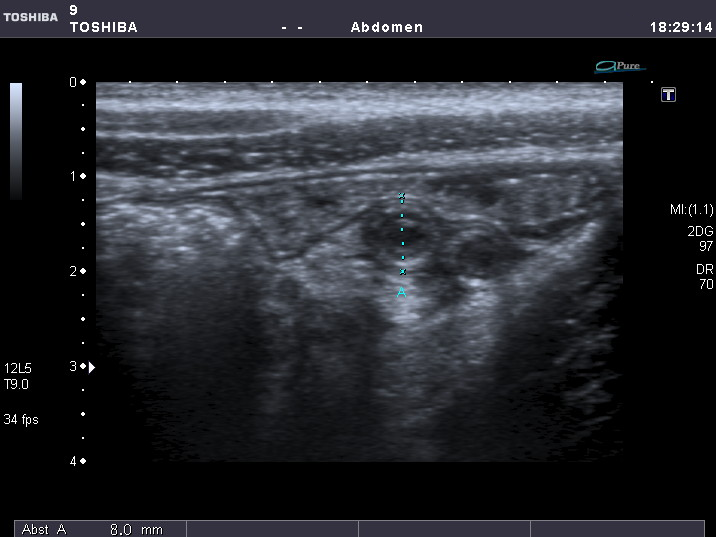 TOSHIBA
9
TOSHIBA
- -
Abdomen
18:29:14
Pure
T
0
1
2
3
4
A
MI:(1.1)
2DG
97
DR
70
12L5
T9.0
34 fps
Abst A 8.0 mm